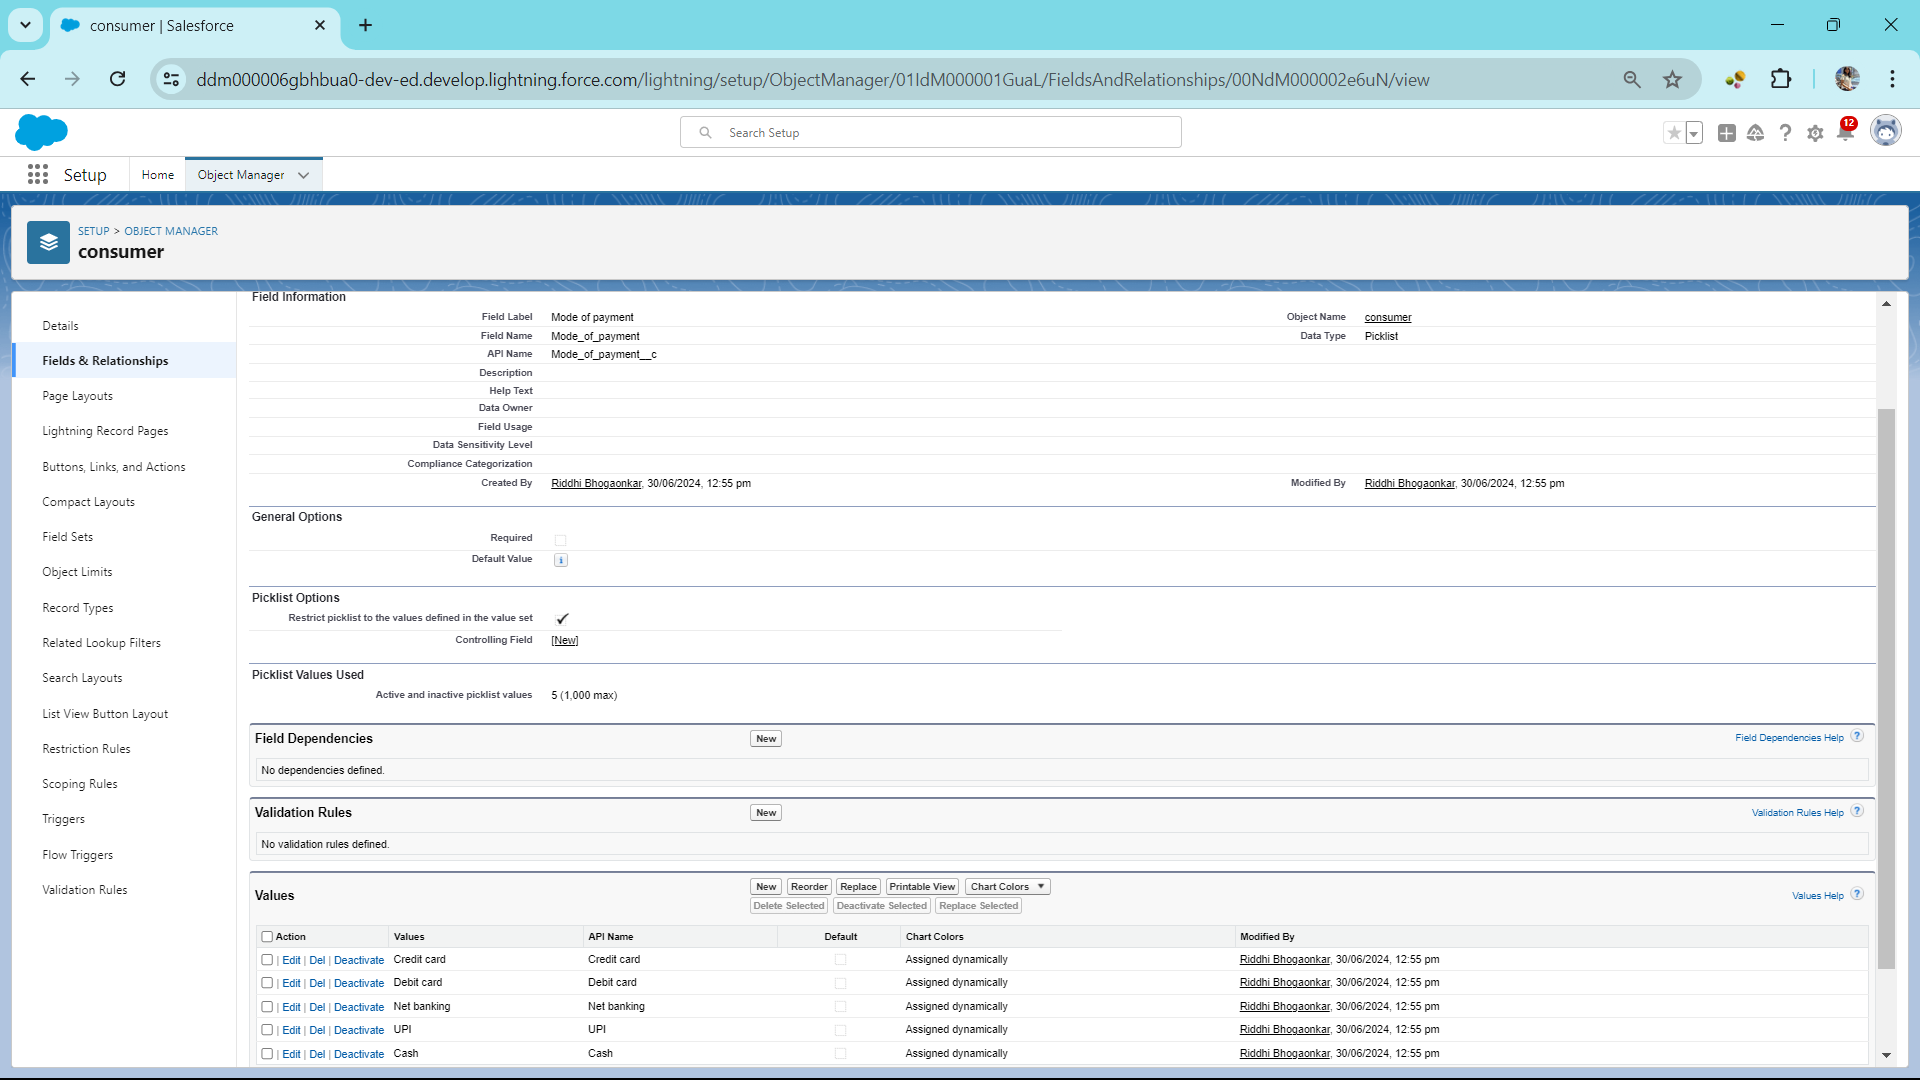 consumer | Salesforce
ddm000006gbhbua0-dev-ed.develop.lightning.force.com/lightning/setup/ObjectManager/01IdM000001GuaL/FieldsAndRelationships/00NdM000002e6uN/view
Search Setup
12
Setup
Home
Object Manager
SETUP > OBJECT MANAGER
consumer
Details
Fields & Relationships
Page Layouts
Lightning Record Pages
Buttons, Links, and Actions
Compact Layouts
Field Sets
Object Limits
Record Types
Related Lookup Filters
Search Layouts
List View Button Layout
Restriction Rules
Scoping Rules
Triggers
Flow Triggers
Validation Rules
Field Information
Field Label Mode of payment Object Name consumer
Field Name Mode_of_payment Data Type Picklist
API Name Mode_of_payment__c
Description
Help Text
Data Owner
Field Usage
Data Sensitivity Level
Compliance Categorization
Created By Riddhi Bhogaonkar, 30/06/2024, 12:55 pm Modified By Riddhi Bhogaonkar, 30/06/2024, 12:55 pm
General Options
Required
Default Value i
Picklist Options
Restrict picklist to the values defined in the value set
Controlling Field [New]
Picklist Values Used
Active and inactive picklist values 5 (1,000 max)
Field Dependencies New Field Dependencies Help ?
No dependencies defined.
Validation Rules New Validation Rules Help ?
No validation rules defined.
Values New Reorder Replace Printable View Chart Colors Values Help ?
Delete Selected Deactivate Selected Replace Selected
Action Values API Name Default Chart Colors Modified By
| Edit | Del | Deactivate Credit card Credit card Assigned dynamically Riddhi Bhogaonkar, 30/06/2024, 12:55 pm
| Edit | Del | Deactivate Debit card Debit card Assigned dynamically Riddhi Bhogaonkar, 30/06/2024, 12:55 pm
| Edit | Del | Deactivate Net banking Net banking Assigned dynamically Riddhi Bhogaonkar, 30/06/2024, 12:55 pm
| Edit | Del | Deactivate UPI UPI Assigned dynamically Riddhi Bhogaonkar, 30/06/2024, 12:55 pm
| Edit | Del | Deactivate Cash Cash Assigned dynamically Riddhi Bhogaonkar, 30/06/2024, 12:55 pm